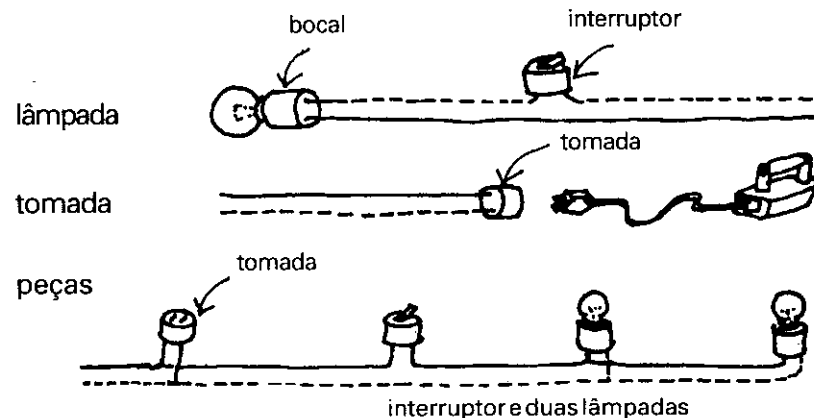 bocal
interruptor
lâmpada
tomada
tomada
peças
tomada
interruptor e duas lâmpadas